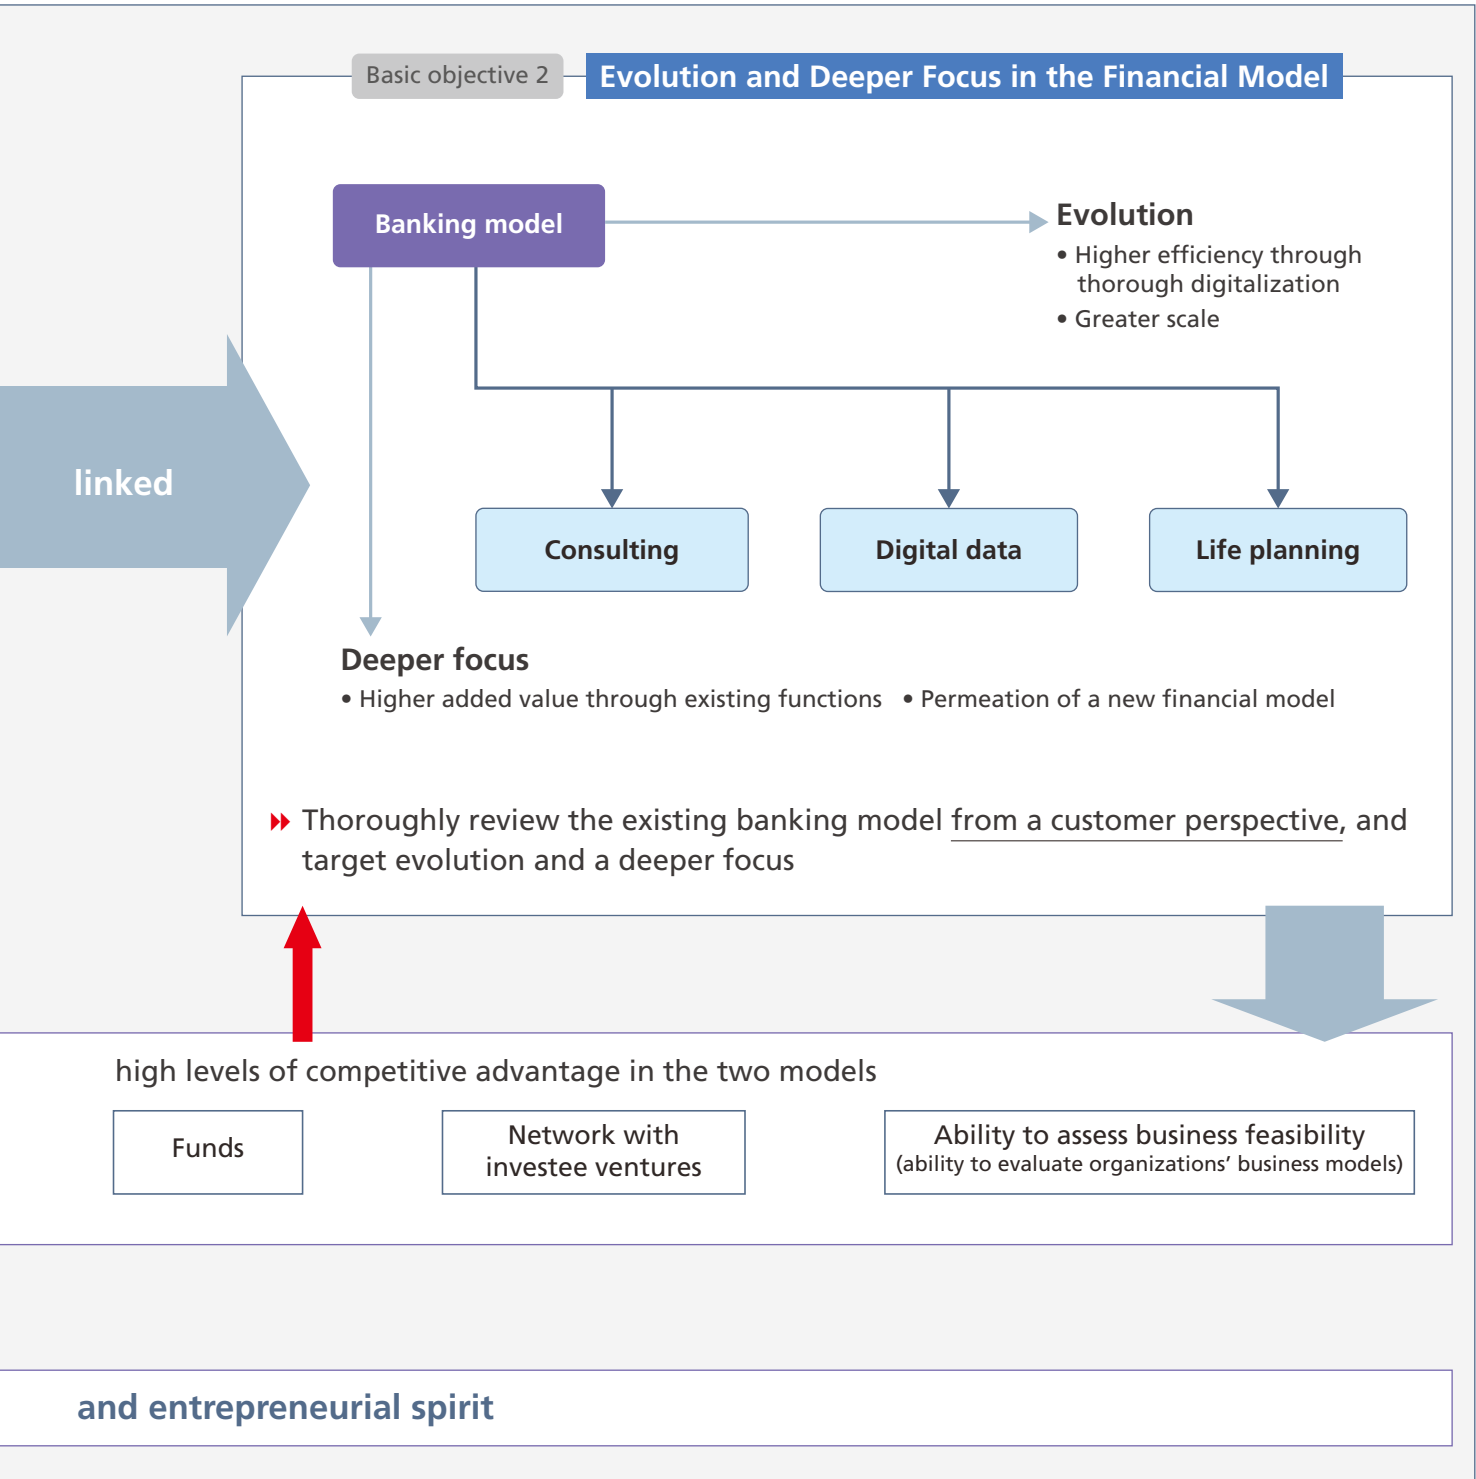 Basic objective 2
Evolution and Deeper Focus in the Financial Model
Banking model
Evolution
• Higher efficiency through
thorough digitalization
• Greater scale
linked
Consulting
Digital data
Life planning
Deeper focus
• Higher added value through existing functions • Permeation of a new financial model
Thoroughly review the existing banking model from a customer perspective, and
target evolution and a deeper focus
high levels of competitive advantage in the two models
Funds
Network with
investee ventures
Ability to assess business feasibility
(ability to evaluate organizations’ business models)
and entrepreneurial spirit